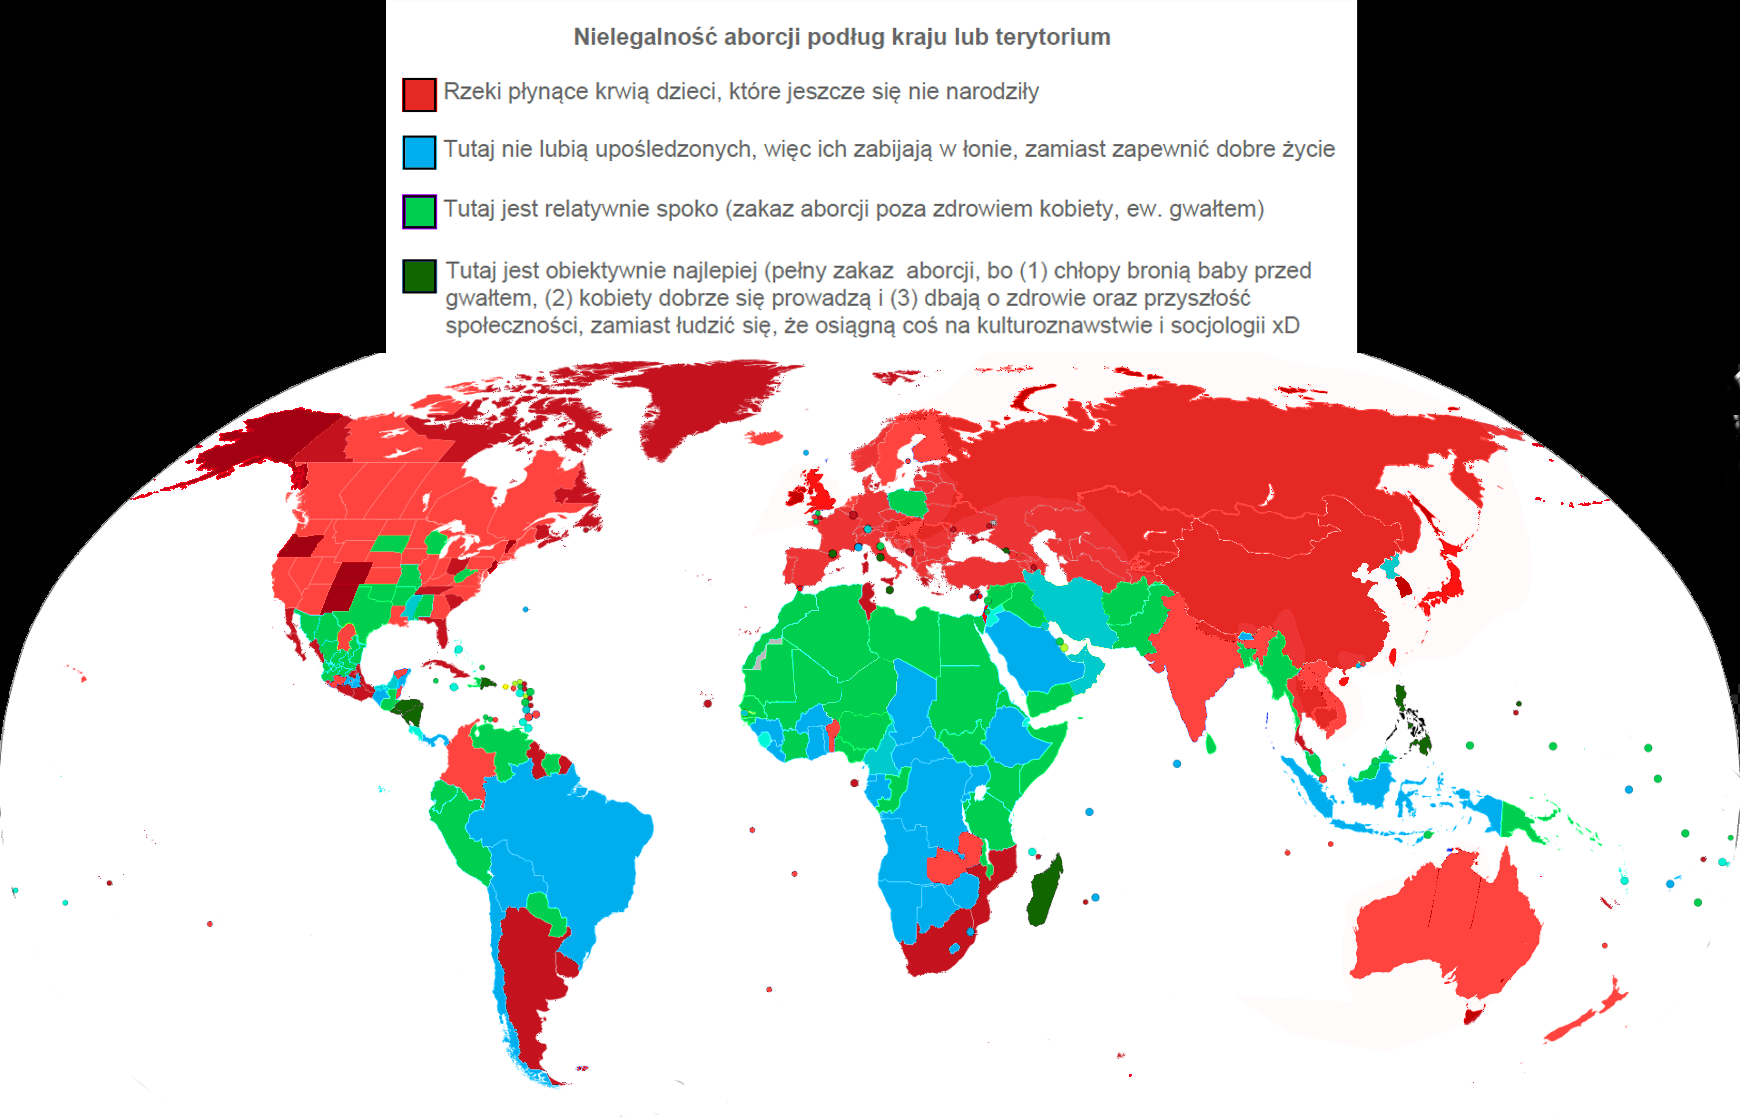 Nielegalność aborcji podług kraju lub terytorium
Rzeki płynące krwią dzieci, które jeszcze się nie narodziły
Tutaj nie lubią upośledzonych, więc ich zabijają w łonie, zamiast zapewnić dobre życie
Tutaj jest relatywnie spoko (zakaz aborcji poza zdrowiem kobiety, ew. gwałtem)
Tutaj jest obiektywnie najlepiej (pełny zakaz  aborcji, bo (1) chłopy bronią baby przed
gwałtem, (2) kobiety dobrze się prowadzą i (3) dbają o zdrowie oraz przyszłość
społeczności, zamiast łudzić się, że osiągną coś na kulturoznawstwie i socjologii xD